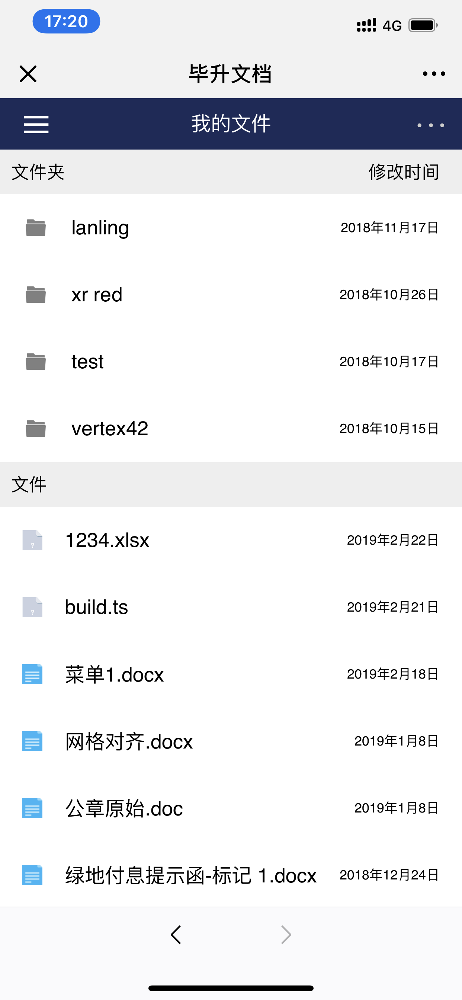 17:20 4G
毕升文档
我的文件
文件夹 修改时间
lanling 2018年11月17日
xr red 2018年10月26日
test 2018年10月17日
vertex42 2018年10月15日
文件
? 1234.xlsx 2019年2月22日
? build.ts 2019年2月21日
菜单1.docx 2019年2月18日
网格对齐.docx 2019年1月8日
公章原始.doc 2019年1月8日
绿地付息提示函-标记 1.docx 2018年12月24日